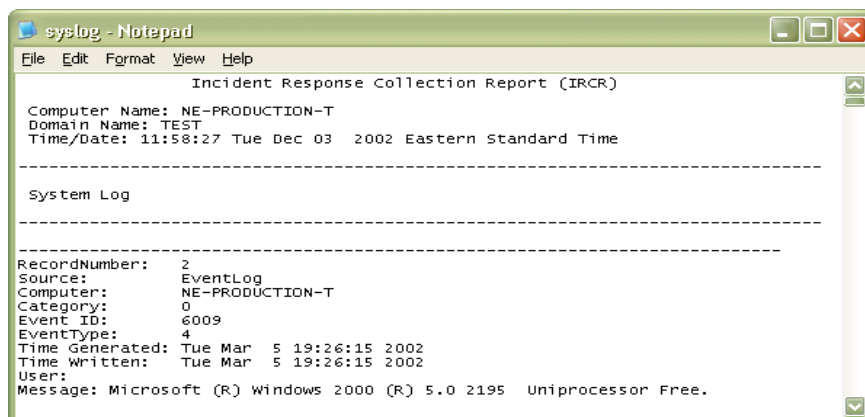 syslog - Notepad
File Edit Format View Help
Incident Response Collection Report (IRCR)
Computer Name: NE-PRODUCTION-T
Domain Name: TEST
Time/Date: 11:58:27 Tue Dec 03  2002 Eastern Standard Time
--------------------------------------------------------------------------------
System Log
--------------------------------------------------------------------------------
----------------------------------------------------------------------------
RecordNumber:   2
Source:         EventLog
Computer:       NE-PRODUCTION-T
Category:       0
Event ID:       6009
EventType:      4
Time Generated: Tue Mar  5 19:26:15 2002
Time Written:   Tue Mar  5 19:26:15 2002
User:
Message: Microsoft (R) Windows 2000 (R) 5.0 2195  Uniprocessor Free.